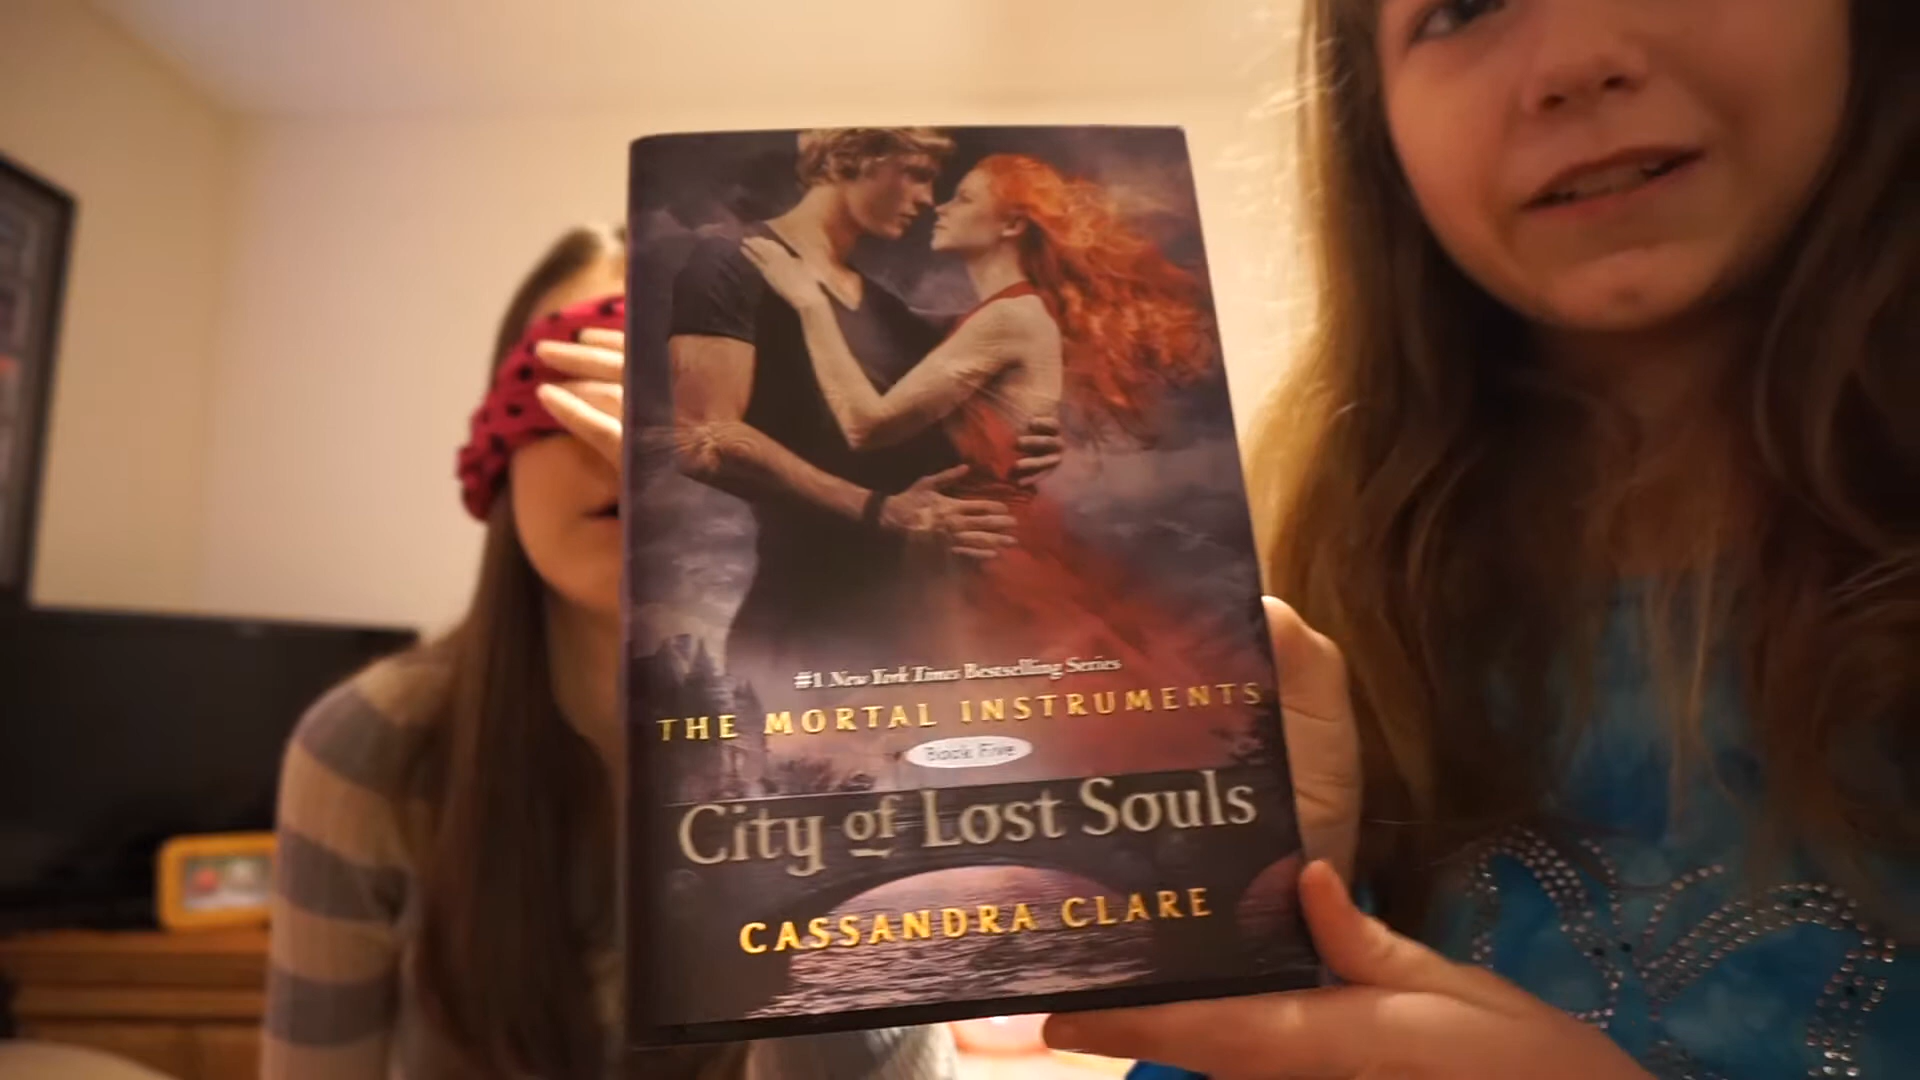 #1 New York Times Bestselling Series
THE MORTAL INSTRUMENTS
Book Five
City of Lost Souls
CASSANDRA CLARE